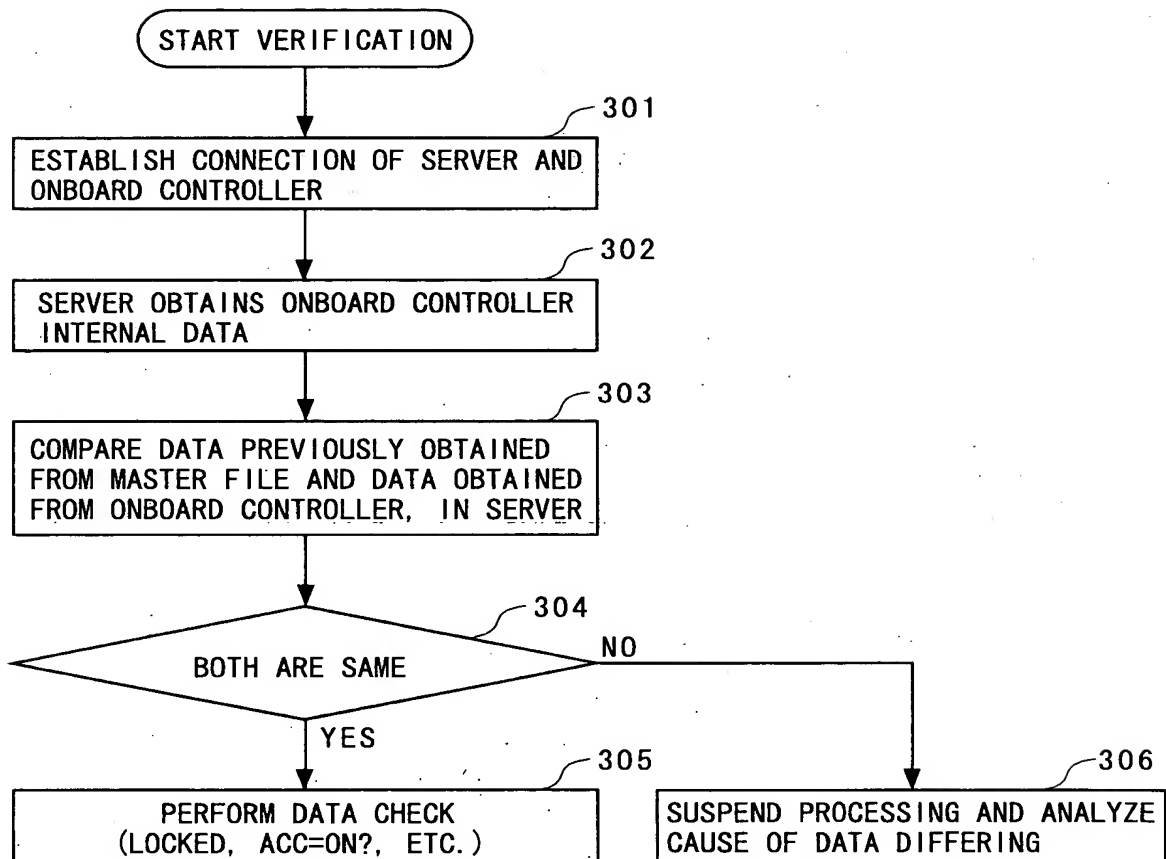 START VERIFICATION
301
ESTABLISH CONNECTION OF SERVER AND
ONBOARD CONTROLLER
302
SERVER OBTAINS ONBOARD CONTROLLER
INTERNAL DATA
303
COMPARE DATA PREVIOUSLY OBTAINED
FROM MASTER FILE AND DATA OBTAINED
FROM ONBOARD CONTROLLER, IN SERVER
304
BOTH ARE SAME
NO
YES
305
PERFORM DATA CHECK
(LOCKED, ACC=ON?, ETC.)
306
SUSPEND PROCESSING AND ANALYZE
CAUSE OF DATA DIFFERING